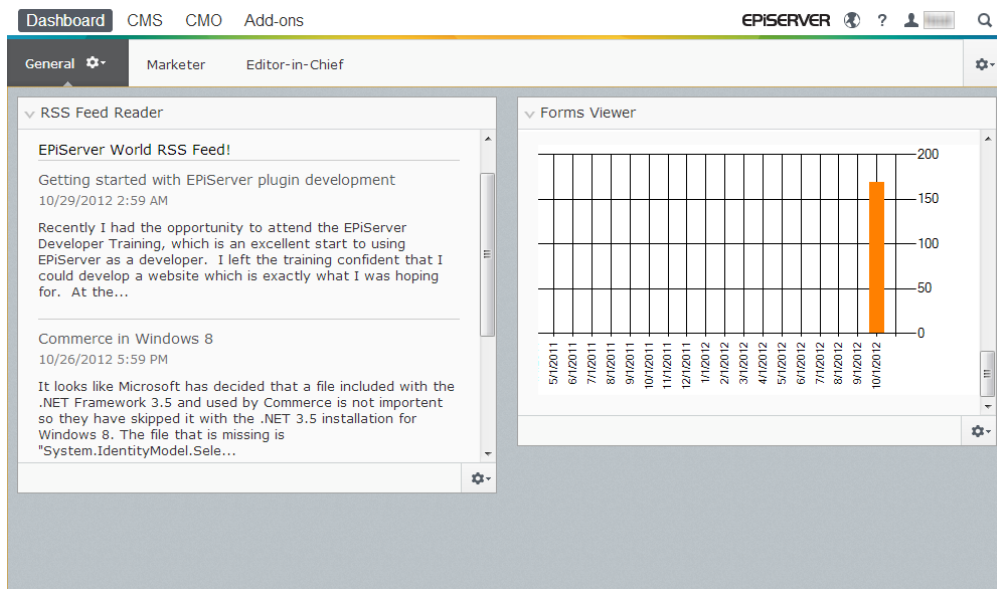 Dashboard CMS CMO Add-ons EPiSERVER ?
General Marketer Editor-in-Chief
RSS Feed Reader
EPiServer World RSS Feed!
Getting started with EPiServer plugin development
10/29/2012 2:59 AM
Recently I had the opportunity to attend the EPiServer
Developer Training, which is an excellent start to using
EPiServer as a developer. I left the training confident that I
could develop a website which is exactly what I was hoping
for. At the...
Commerce in Windows 8
10/26/2012 5:59 PM
It looks like Microsoft has decided that a file included with the
.NET Framework 3.5 and used by Commerce is not importent
so they have skipped it with the .NET 3.5 installation for
Windows 8. The file that is missing is
"System.IdentityModel.Sele...
Forms Viewer
200
150
100
50
0
5/1/2011
6/1/2011
7/1/2011
8/1/2011
9/1/2011
10/1/2011
11/1/2011
12/1/2011
1/1/2012
2/1/2012
3/1/2012
4/1/2012
5/1/2012
6/1/2012
7/1/2012
8/1/2012
9/1/2012
10/1/2012